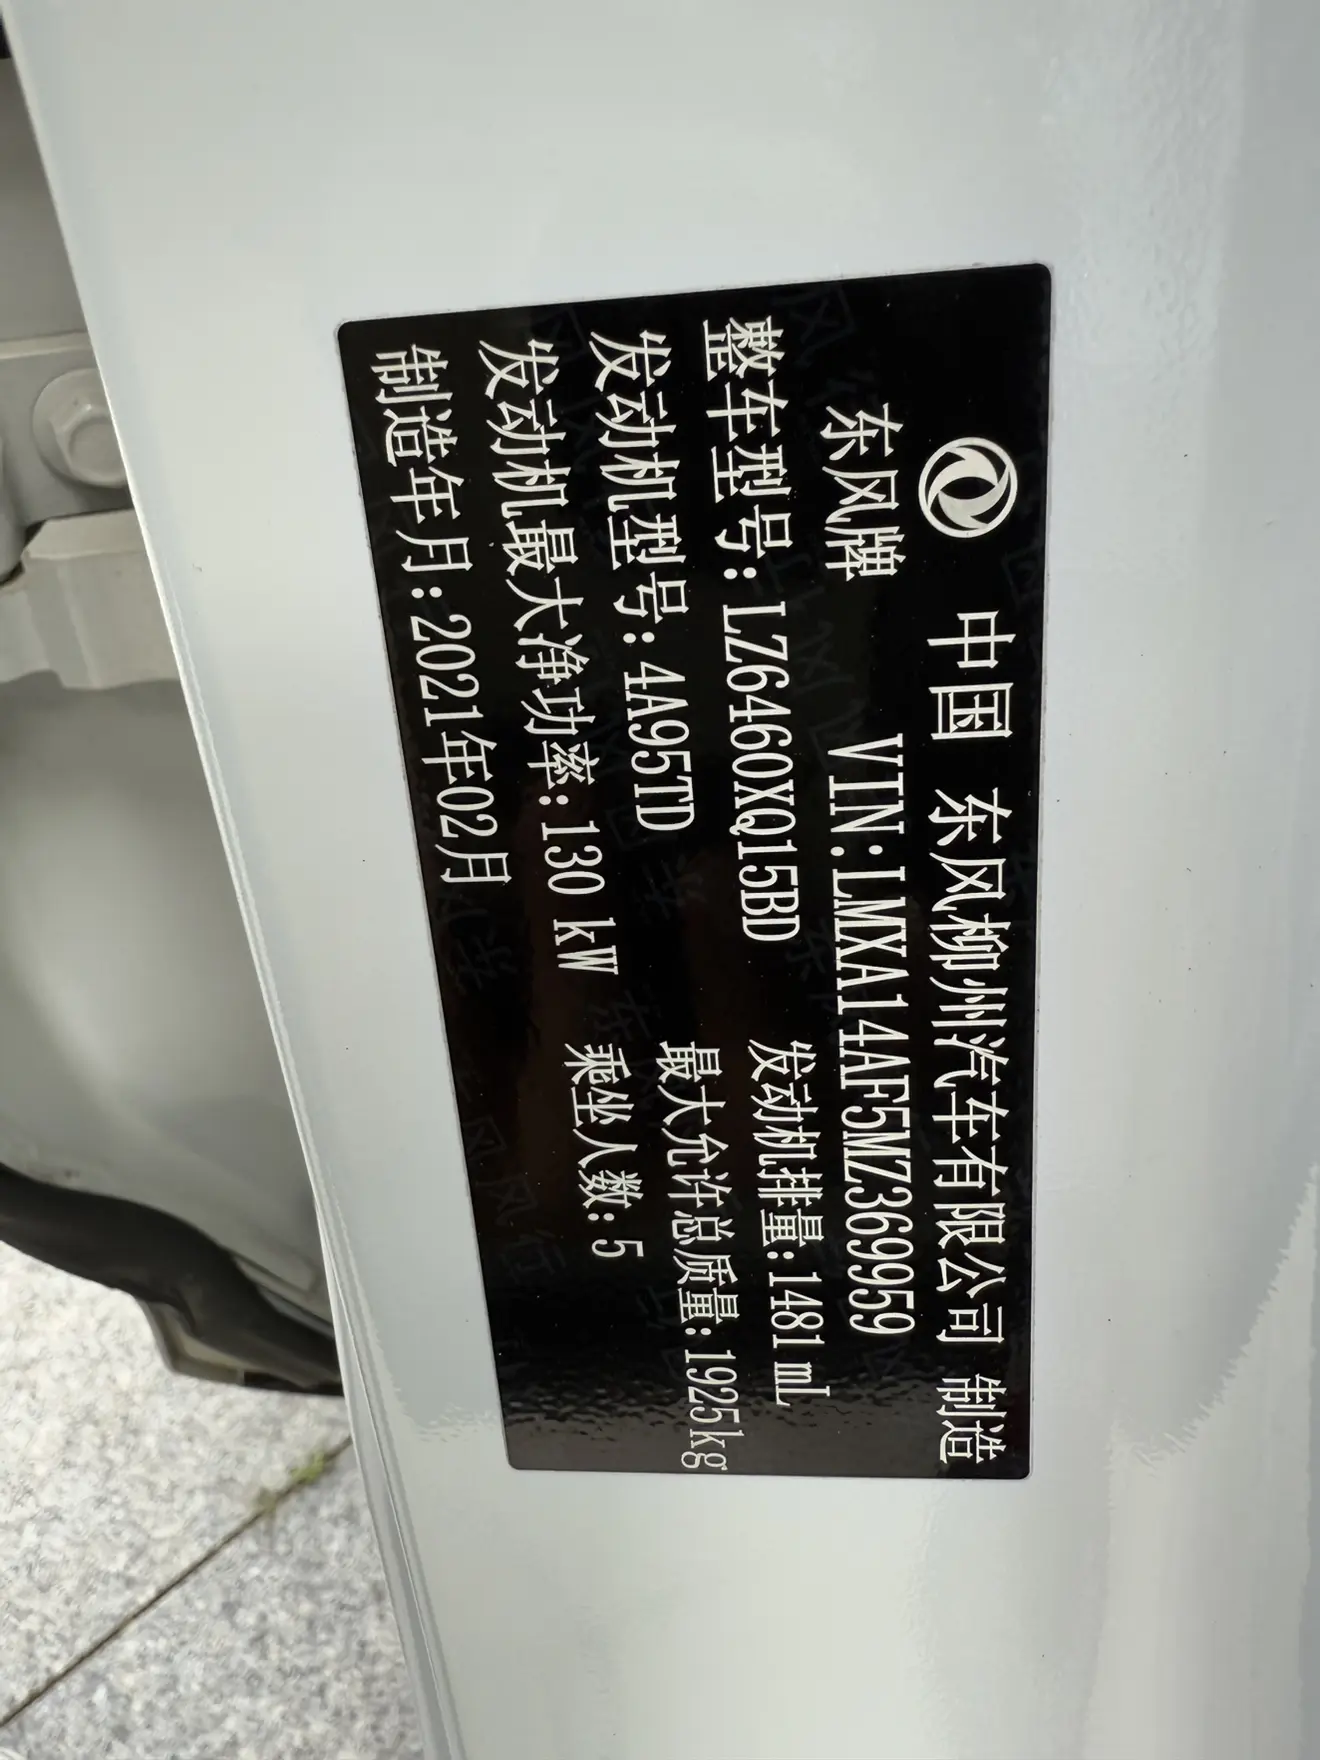 中国 东风柳州汽车有限公司 制造
东风牌 VIN:LMXA14AF5MZ369959
整车型号:LZ6460XQ15BD 发动机排量:1481 mL
发动机型号:4A95TD 最大允许总质量:1925kg
发动机最大净功率:130 kW 乘坐人数:5
制造年月:2021年02月